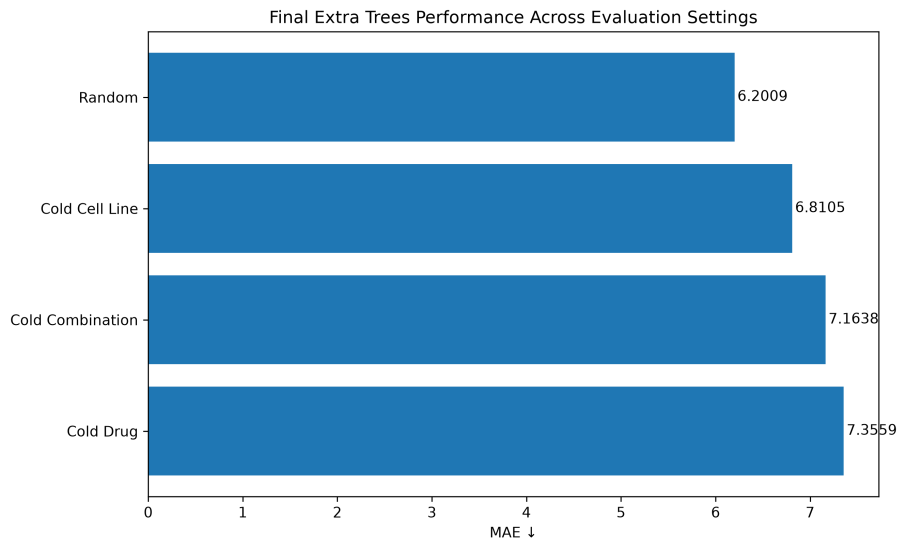 Final Extra Trees Performance Across Evaluation Settings
Random
6.2009
Cold Cell Line
6.8105
Cold Combination
7.1638
Cold Drug
7.3559
0 1 2 3 4 5 6 7
MAE ↓